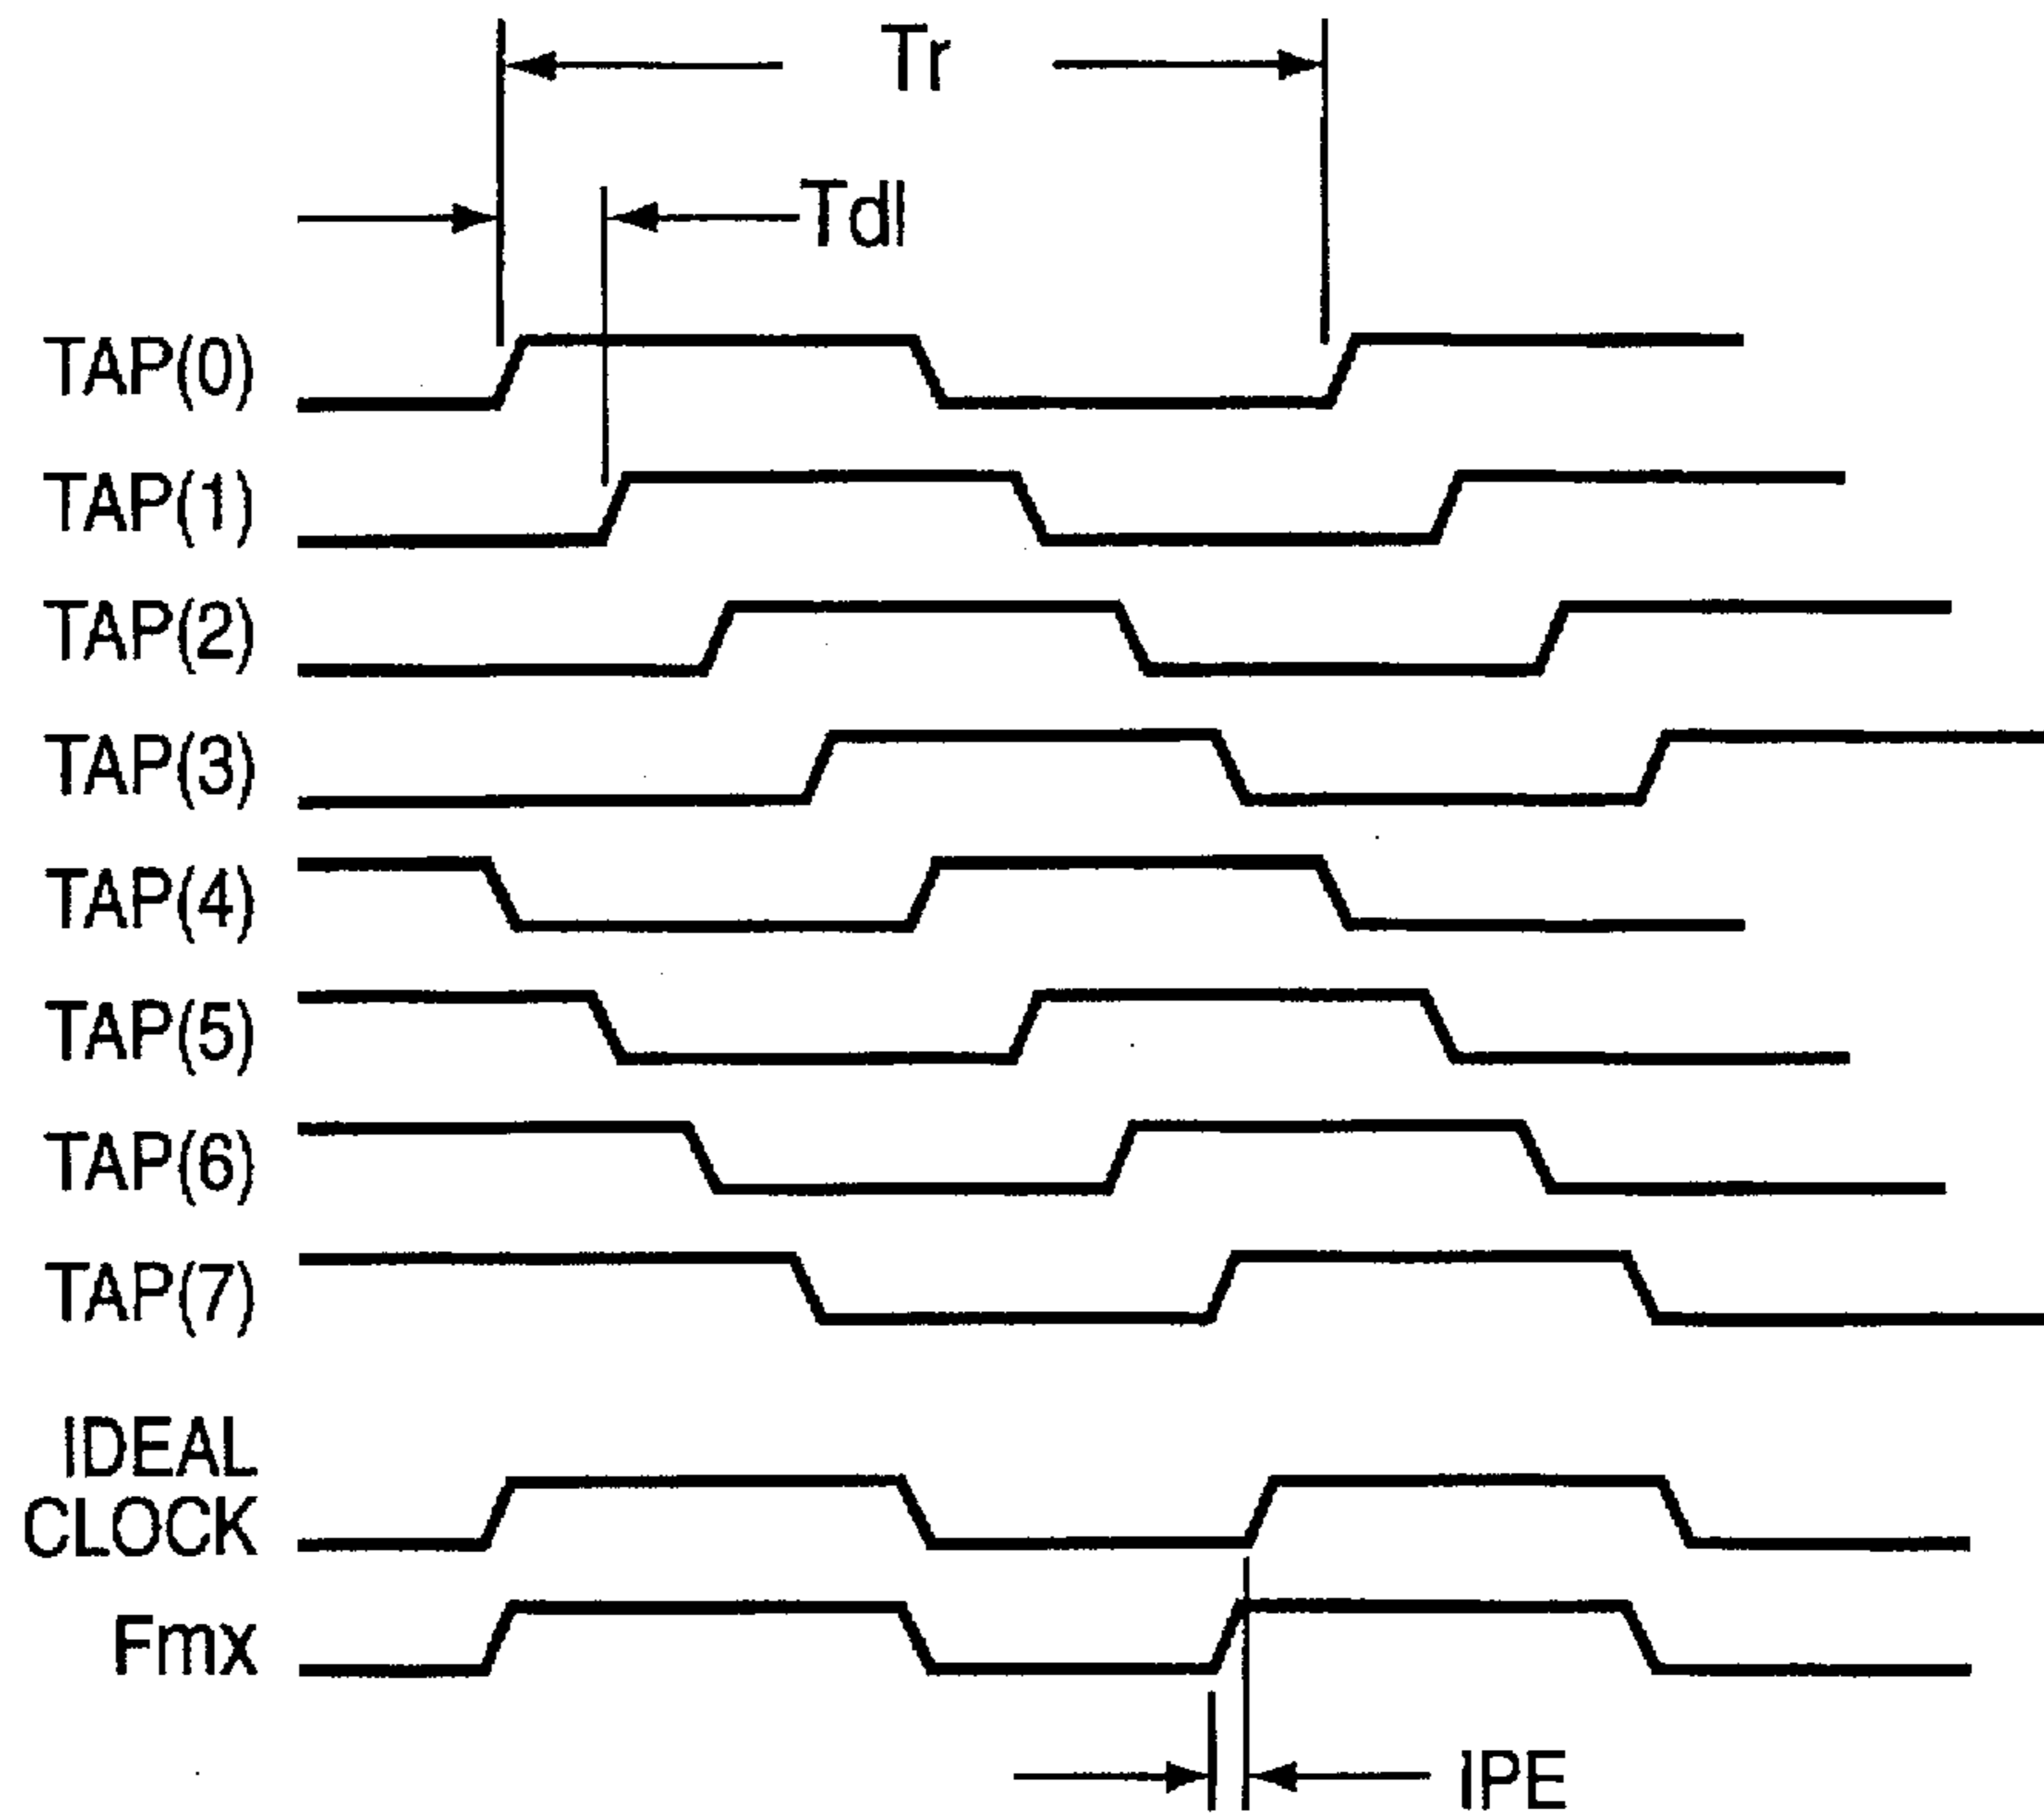 Tr
Tdl
TAP(0)
TAP(1)
TAP(2)
TAP(3)
TAP(4)
TAP(5)
TAP(6)
TAP(7)
IDEAL
CLOCK
Fmx
IPE